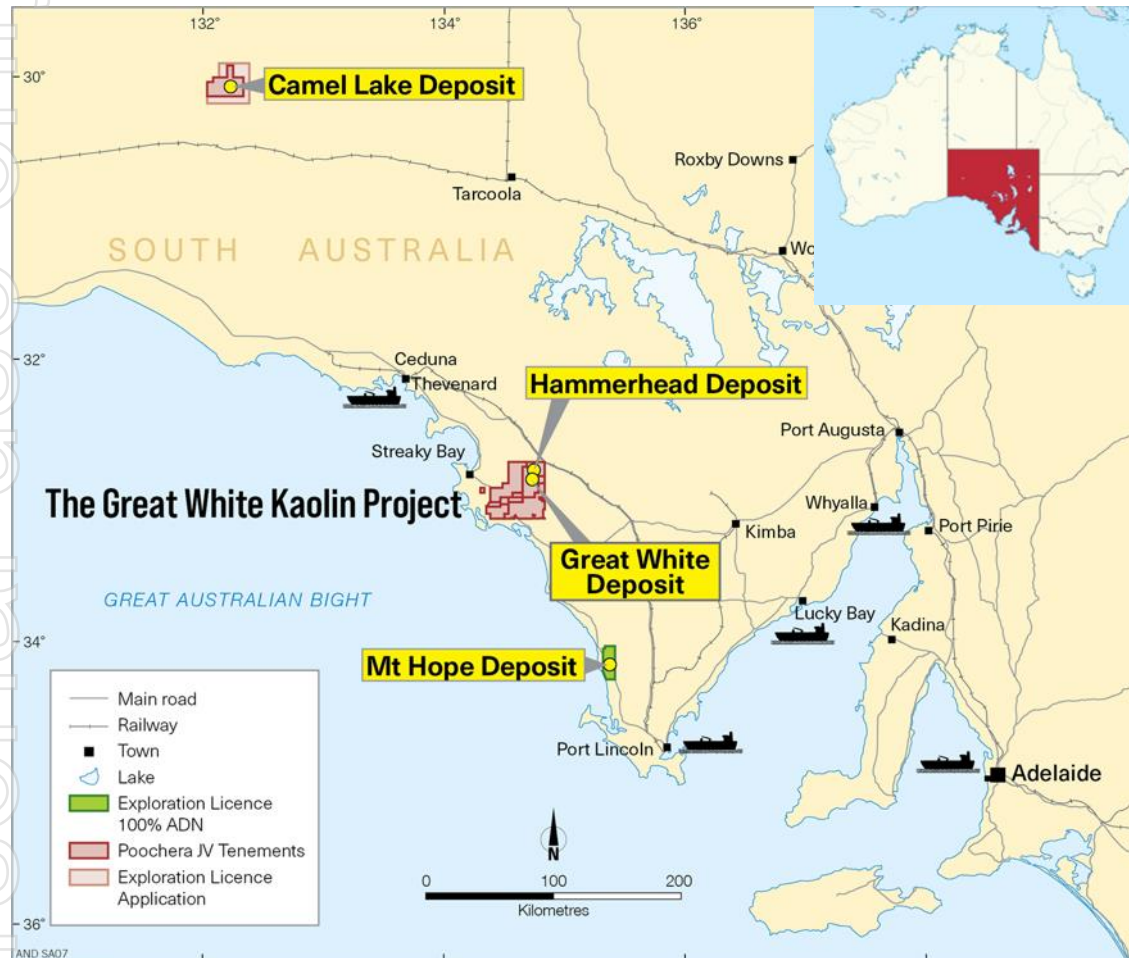 132°
134°
136°
30°
Camel Lake Deposit
Roxby Downs
Tarcoola
SOUTH AUSTRALIA
Wo
32°
Ceduna
Thevenard
Hammerhead Deposit
Port Augusta
Streaky Bay
The Great White Kaolin Project
Whyalla
Port Pirie
Kimba
Great White
Deposit
GREAT AUSTRALIAN BIGHT
Lucky Bay
Kadina
34°
Mt Hope Deposit
Main road
Railway
Town
Lake
Exploration Licence
100% ADN
Poochera JV Tenements
Exploration Licence
Application
Port Lincoln
Adelaide
N
0 100 200
Kilometres
36°
AND SA07